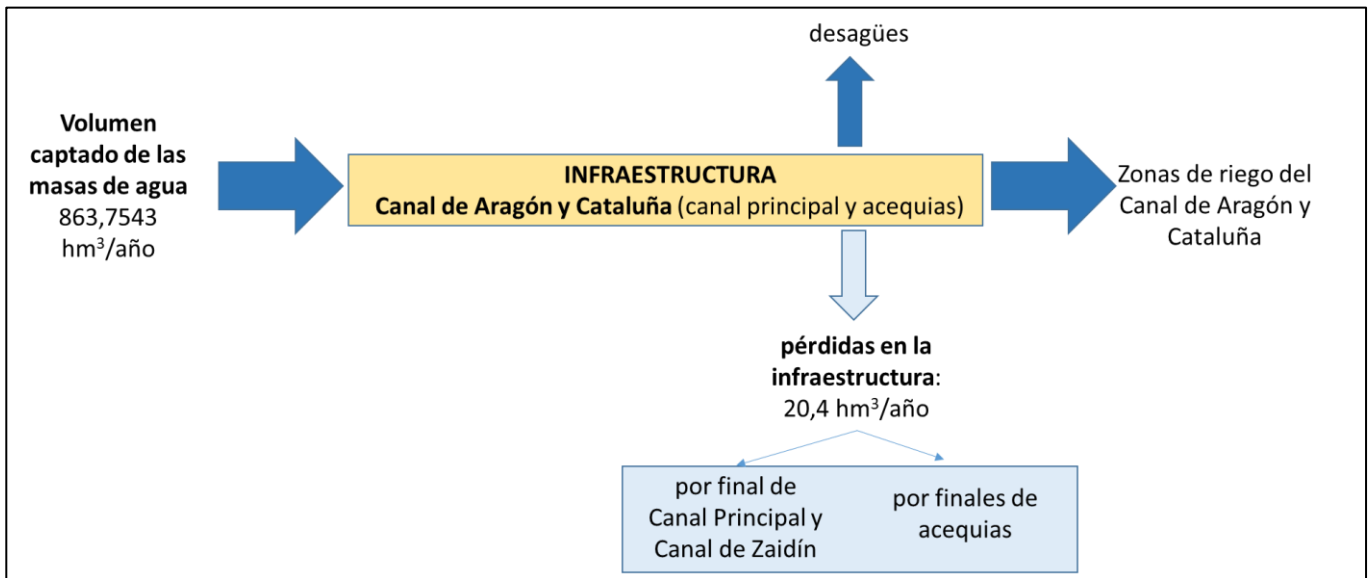 desagües
Volumen
captado de las
masas de agua
863,7543
hm³/año
INFRAESTRUCTURA
Canal de Aragón y Cataluña (canal principal y acequias)
Zonas de riego del
Canal de Aragón y
Cataluña
pérdidas en la
infraestructura:
20,4 hm³/año
por final de
Canal Principal y
Canal de Zaidín
por finales de
acequias